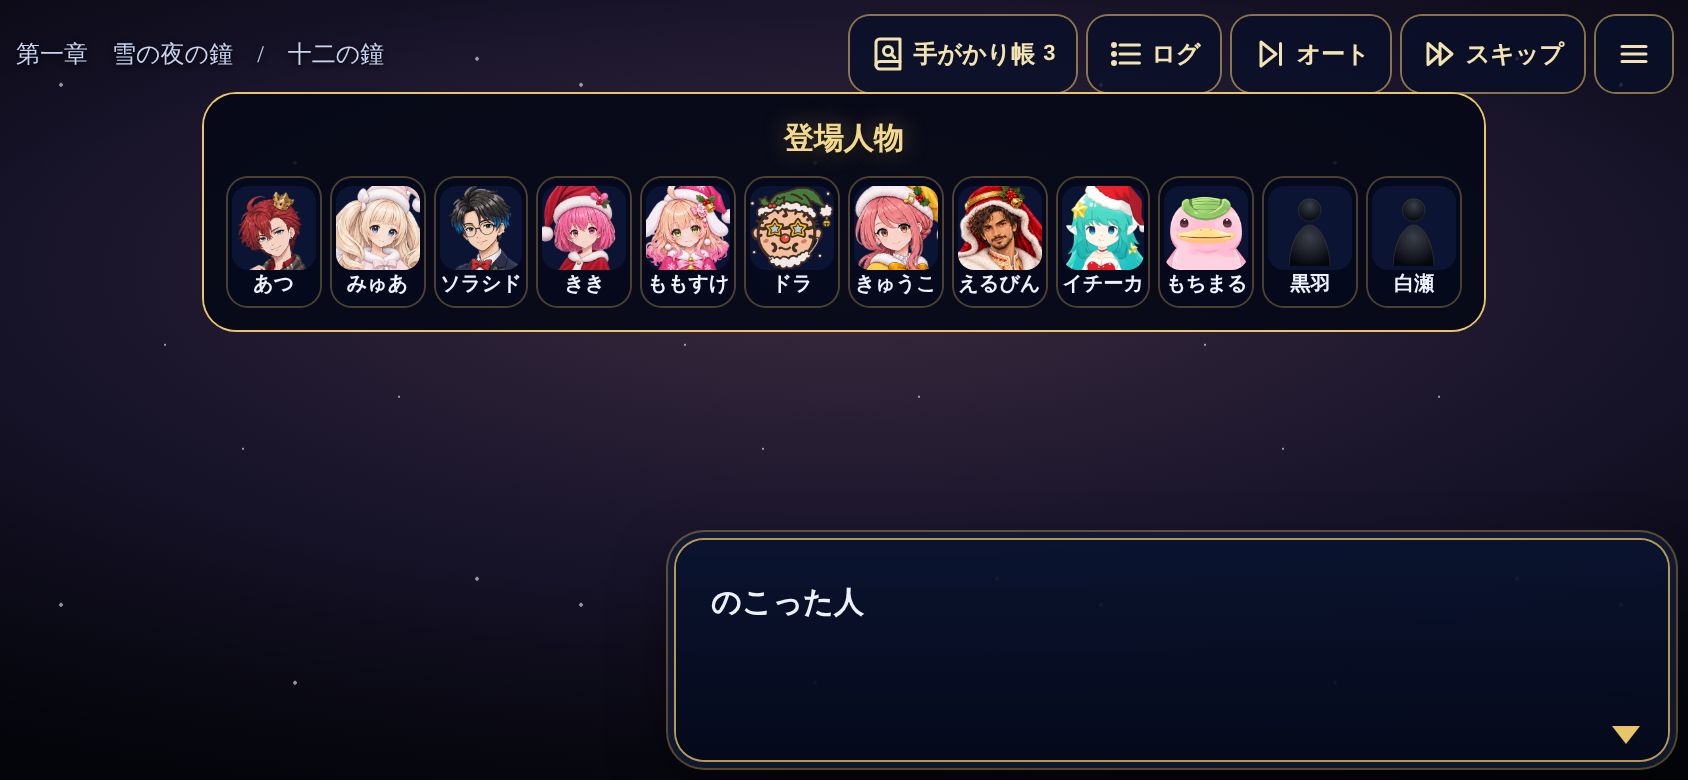 第一章　雪の夜の鐘　/　十二の鐘
手がかり帳 3
ログ
オート
スキップ
登場人物
あつ
みゅあ
ソラシド
きき
ももすけ
ドラ
きゅうこ
えるびん
イチーカ
もちまる
黒羽
白瀬
のこった人